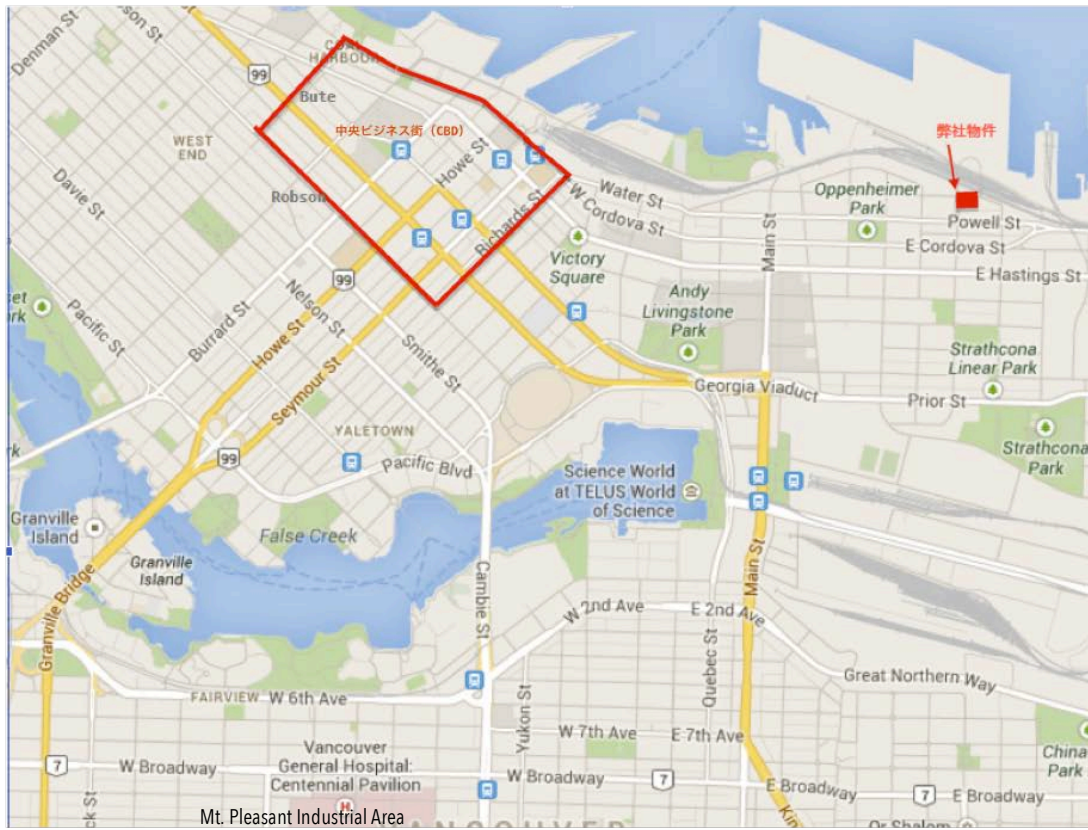 Denman St
99
COAL
HARBOUR
Bute
中央ビジネス街（CBD）
WEST
END
Howe St
弊社物件
Davie St
Robson
Water St
W Cordova St
Oppenheimer
Park
Powell St
E Cordova St
E Hastings St
Richards St
Main St
Victory
Square
99
Nelson St
Andy
Livingstone
Park
Pacific St
Burrard St
Howe St
Smithe St
Strathcona
Linear Park
Seymour St
Georgia Viaduct
Prior St
YALETOWN
Strathcona
Park
99
Pacific Blvd
Science World
at TELUS World
of Science
Granville
Island
False Creek
Granville
Island
Granville Bridge
Cambie St
Main St
W 2nd Ave
E 2nd Ave
Quebec St
Great Northern Way
FAIRVIEW
W 6th Ave
Yukon St
W 7th Ave
E 7th Ave
China
Park
7
W Broadway
Vancouver
General Hospital:
Centennial Pavilion
W Broadway
7
E Broadway
7
E Broadway
H
Mt. Pleasant Industrial Area